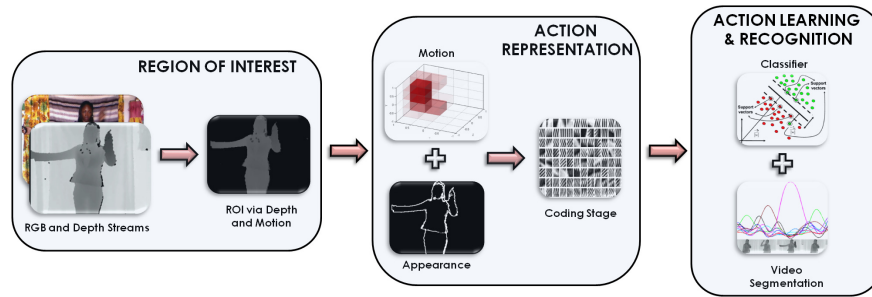 REGION OF INTEREST
RGB and Depth Streams
ROI via Depth
and Motion
ACTION
REPRESENTATION
Motion
Appearance
Coding Stage
ACTION LEARNING
& RECOGNITION
Classifier
Support
vectors
Support
vectors
Video
Segmentation